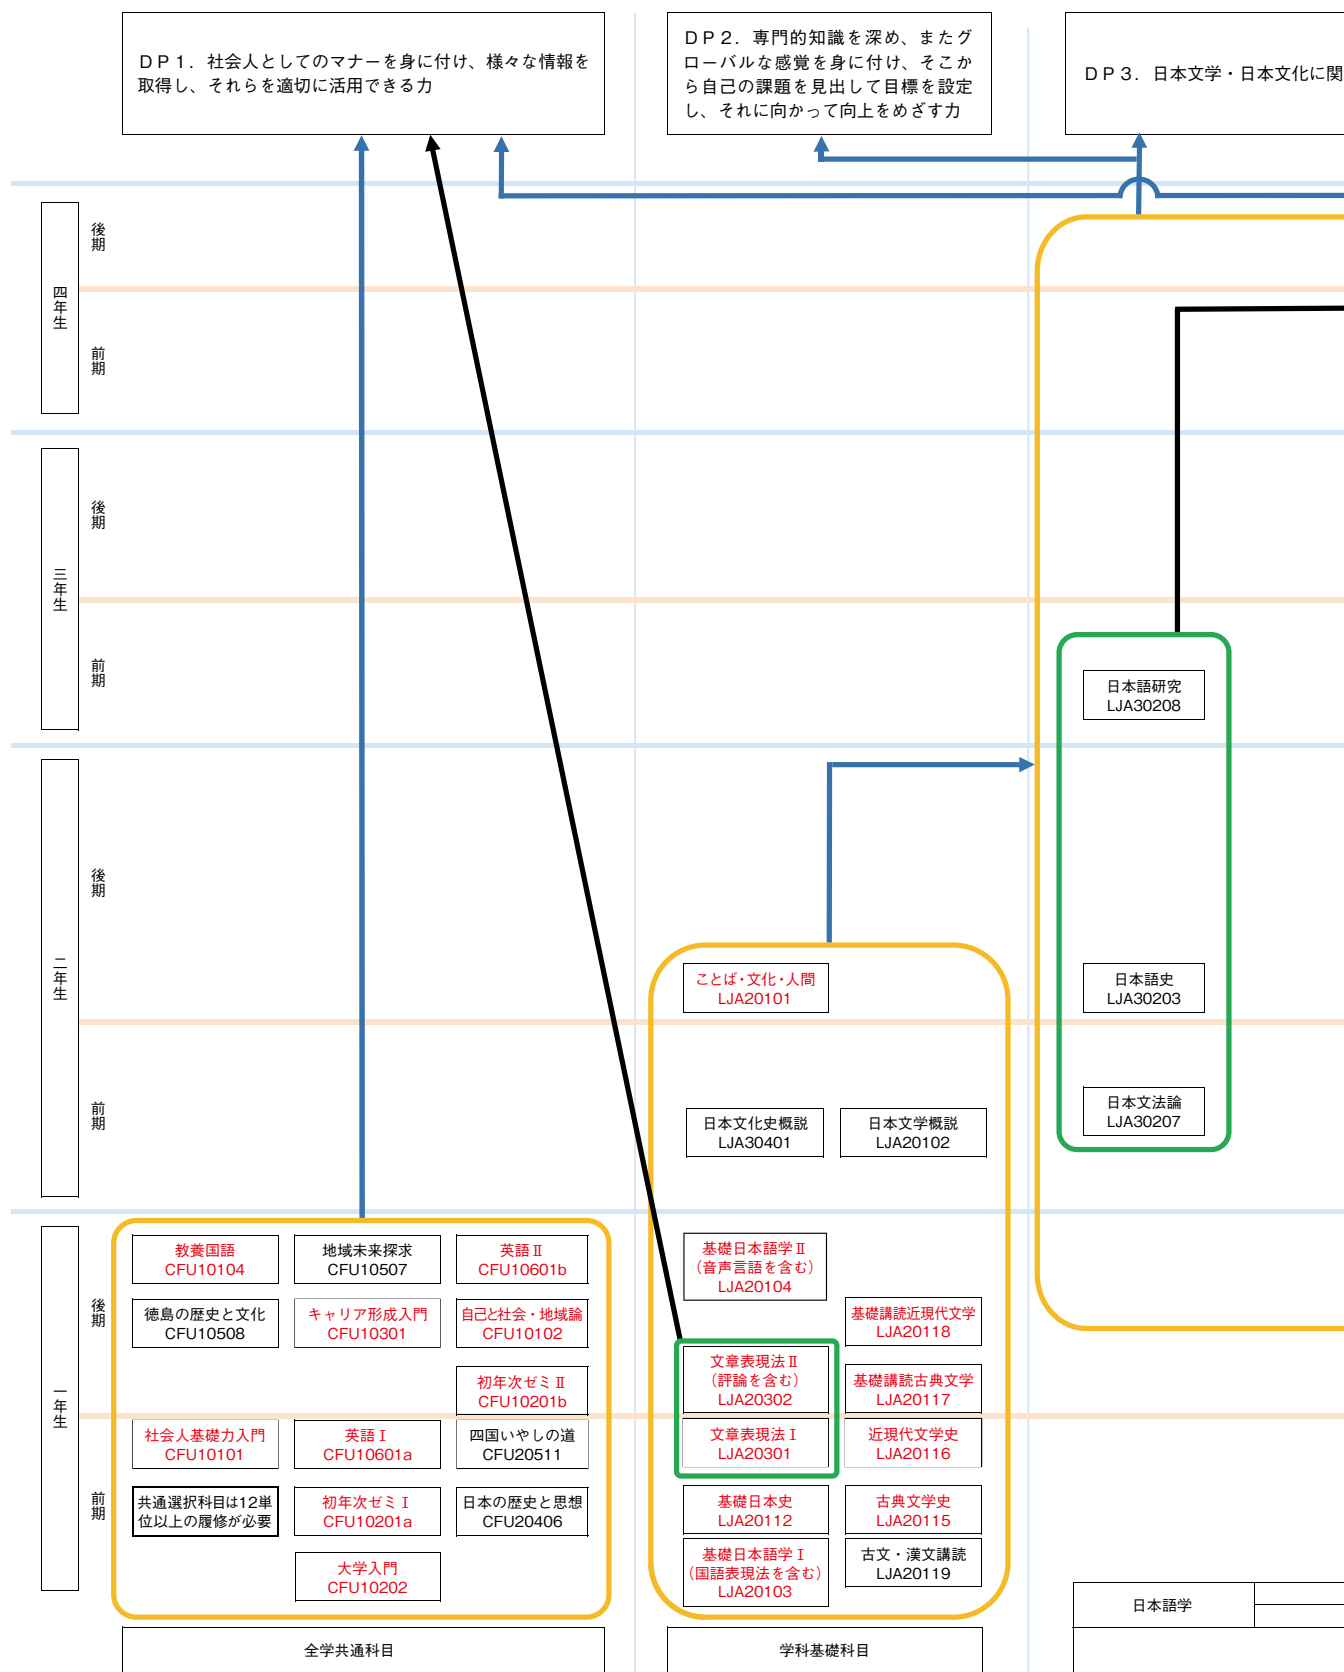 ＤＰ１．社会人としてのマナーを身に付け、様々な情報を
取得し、それらを適切に活用できる力
ＤＰ２．専門的知識を深め、またグ
ローバルな感覚を身に付け、そこか
ら自己の課題を見出して目標を設定
し、それに向かって向上をめざす力
ＤＰ３．日本文学・日本文化に関
四年生
後期
前期
三年生
後期
前期
日本語研究
LJA30208
二年生
後期
ことば・文化・人間
LJA20101
日本語史
LJA30203
前期
日本文化史概説
LJA30401
日本文学概説
LJA20102
日本文法論
LJA30207
一年生
後期
教養国語
CFU10104
地域未来探求
CFU10507
英語Ⅱ
CFU10601b
徳島の歴史と文化
CFU10508
キャリア形成入門
CFU10301
自己と社会・地域論
CFU10102
初年次ゼミⅡ
CFU10201b
基礎日本語学Ⅱ
（音声言語を含む）
LJA20104
基礎講読近現代文学
LJA20118
文章表現法Ⅱ
（評論を含む）
LJA20302
基礎講読古典文学
LJA20117
前期
社会人基礎力入門
CFU10101
英語Ⅰ
CFU10601a
四国いやしの道
CFU20511
共通選択科目は12単
位以上の履修が必要
初年次ゼミⅠ
CFU10201a
日本の歴史と思想
CFU20406
大学入門
CFU10202
文章表現法Ⅰ
LJA20301
近現代文学史
LJA20116
基礎日本史
LJA20112
古典文学史
LJA20115
基礎日本語学Ⅰ
（国語表現法を含む）
LJA20103
古文・漢文講読
LJA20119
日本語学
全学共通科目
学科基礎科目